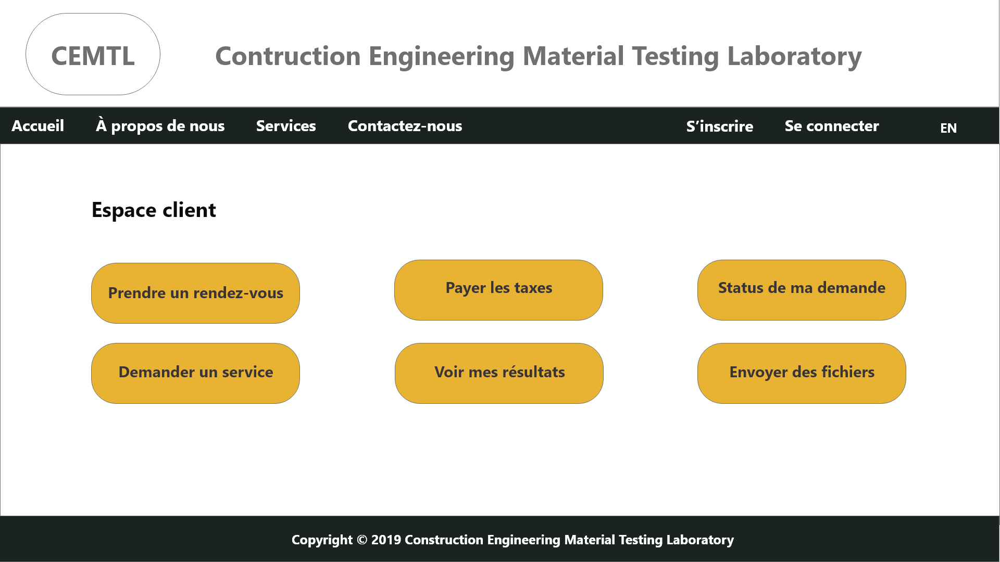 CEMTL
Contruction Engineering Material Testing Laboratory
Accueil À propos de nous Services Contactez-nous S’inscrire Se connecter EN
Espace client
Prendre un rendez-vous Payer les taxes Status de ma demande
Demander un service Voir mes résultats Envoyer des fichiers
Copyright © 2019 Construction Engineering Material Testing Laboratory